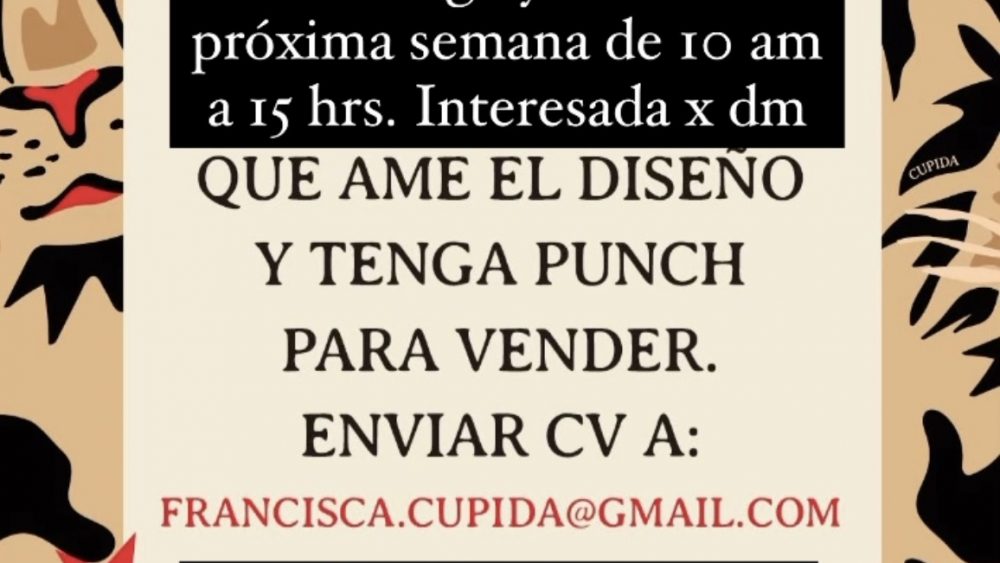 próxima semana de 10 am
a 15 hrs. Interesada x dm
QUE AME EL DISEÑO
CUPIDA
Y TENGA PUNCH
PARA VENDER.
ENVIAR CV A:
FRANCISCA.CUPIDA@GMAIL.COM